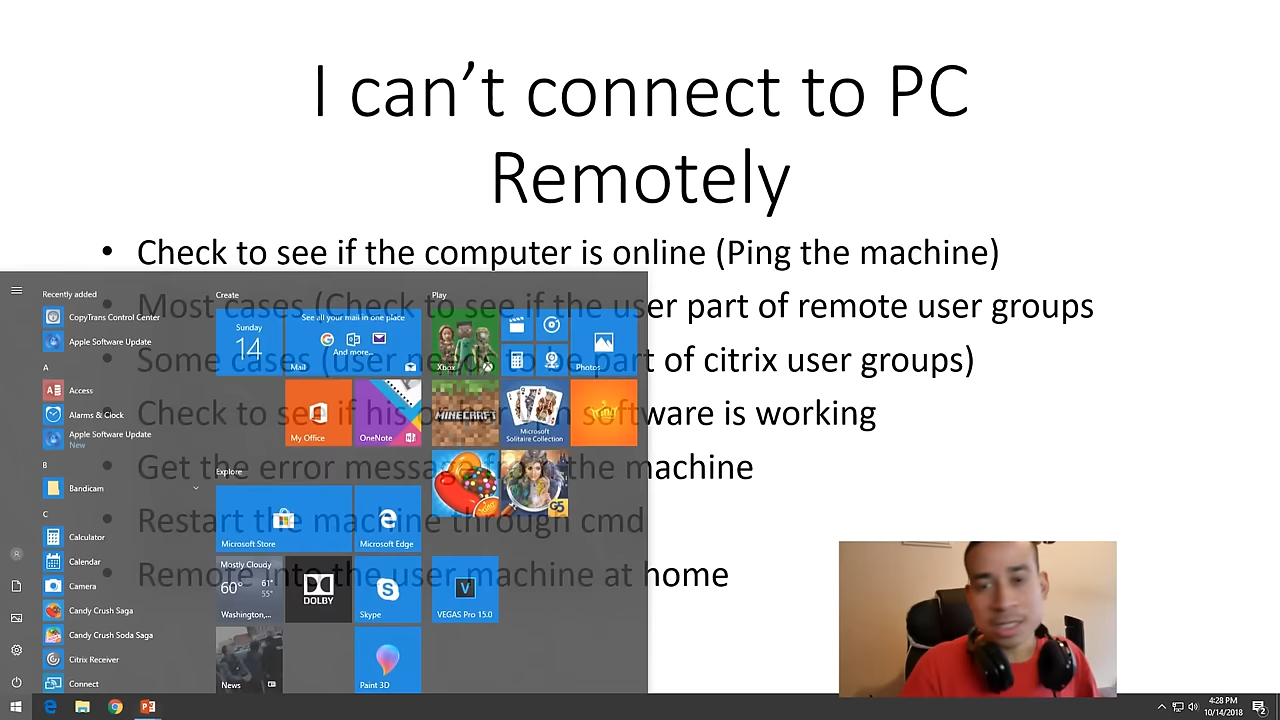 I can't connect to PC
Remotely
• Check to see if the computer is online (Ping the machine)
• Most cases (Check to see if the user part of remote user groups
• Some cases (user needs to be part of citrix user groups)
Check to see if his or her vpn software is working
• Get the error message from the machine
• Restart the machine through cmd
• Remote into the user machine at home
Recently added
CopyTrans Control Center
Apple Software Update
A
Access
Alarms & Clock
Apple Software Update
New
B
Bandicam
C
Calculator
Calendar
Camera
Candy Crush Saga
Candy Crush Soda Saga
Citrix Receiver
Connect
Create
Sunday
14
See all your mail in one place
And more...
Mail
My Office
OneNote
Explore
Microsoft Store
Microsoft Edge
Mostly Cloudy
60° 61°
55°
Washington,...
DOLBY
Skype
News
Paint 3D
Play
Xbox
Photos
MINECRAFT
Microsoft
Solitaire Collection
King
G5
VEGAS Pro 15.0
4:28 PM
10/14/2018